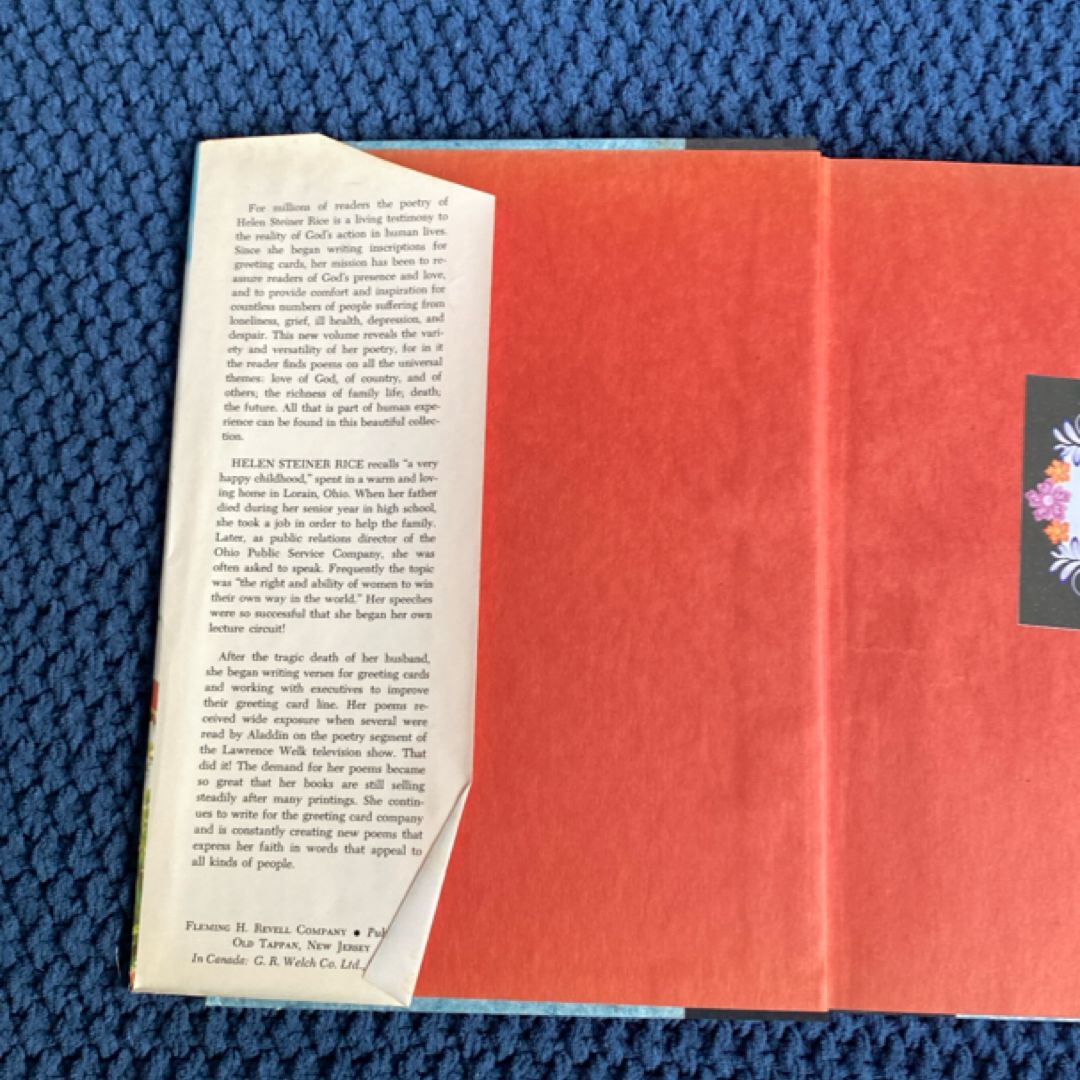 For millions of readers the poetry of
Helen Steiner Rice is a living testimony to
the reality of God's action in human lives.
Since she began writing inscriptions for
greeting cards, her mission has been to re-
assure readers of God's presence and love,
and to provide comfort and inspiration for
countless numbers of people suffering from
loneliness, grief, ill health, depression, and
despair. This new volume reveals the vari-
ety and versatility of her poetry, for in it
the reader finds poems on all the universal
themes: love of God, of country, and of
others; the richness of family life; death;
the future. All that is part of human expe-
rience can be found in this beautiful collec-
tion.
HELEN STEINER RICE recalls "a very
happy childhood," spent in a warm and lov-
ing home in Lorain, Ohio. When her father
died during her senior year in high school,
she took a job in order to help the family.
Later, as public relations director of the
Ohio Public Service Company, she was
often asked to speak. Frequently the topic
was "the right and ability of women to win
their own way in the world." Her speeches
were so successful that she began her own
lecture circuit!
After the tragic death of her husband,
she began writing verses for greeting cards
and working with executives to improve
their greeting card line. Her poems re-
ceived wide exposure when several were
read by Aladdin on the poetry segment of
the Lawrence Welk television show. That
did it! The demand for her poems became
so great that her books are still selling
steadily after many printings. She contin-
ues to write for the greeting card company
and is constantly creating new poems that
express her faith in words that appeal to
all kinds of people.
FLEMING H. REVELL COMPANY ●
OLD TAPPAN, NEW JERSEY
In Canada: G. R. Welch Co. Ltd.,